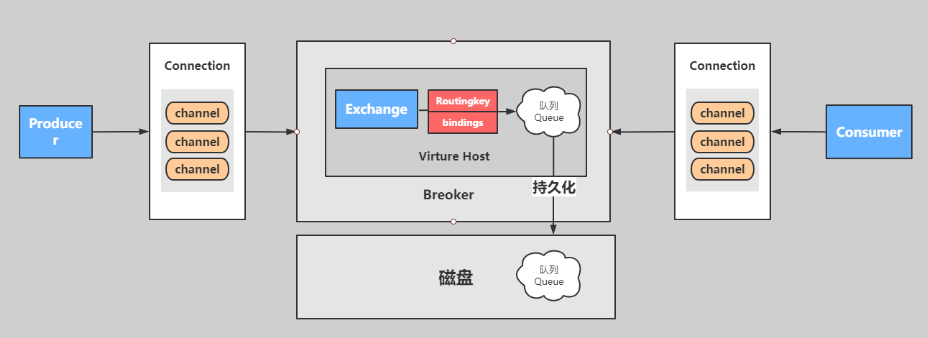 Produce
r
Connection
channel
channel
channel
Exchange
Routingkey
bindings
队列
Queue
Virture Host
Breoker
持久化
磁盘
队列
Queue
Connection
channel
channel
channel
Consumer